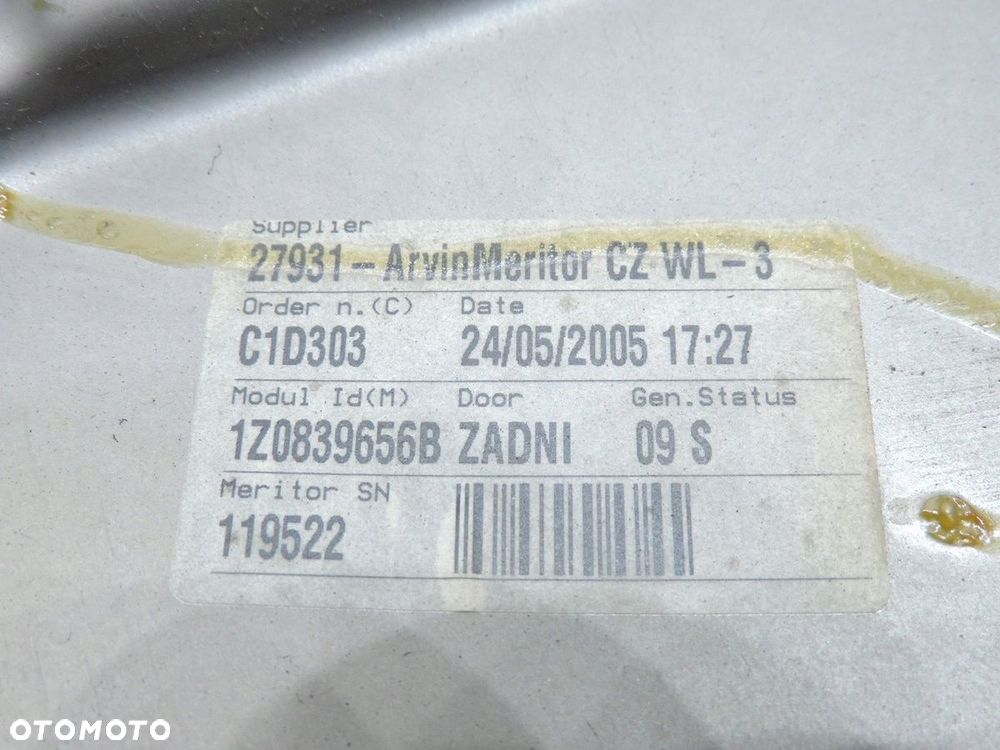 Supplier
27931-ArvinMeritor CZ WL-3
Order n.(C) Date
C1D303 24/05/2005 17:27
Modul Id(M) Door Gen.Status
1Z0839656B ZADNI 09 S
Meritor SN
119522
OTOMOTO